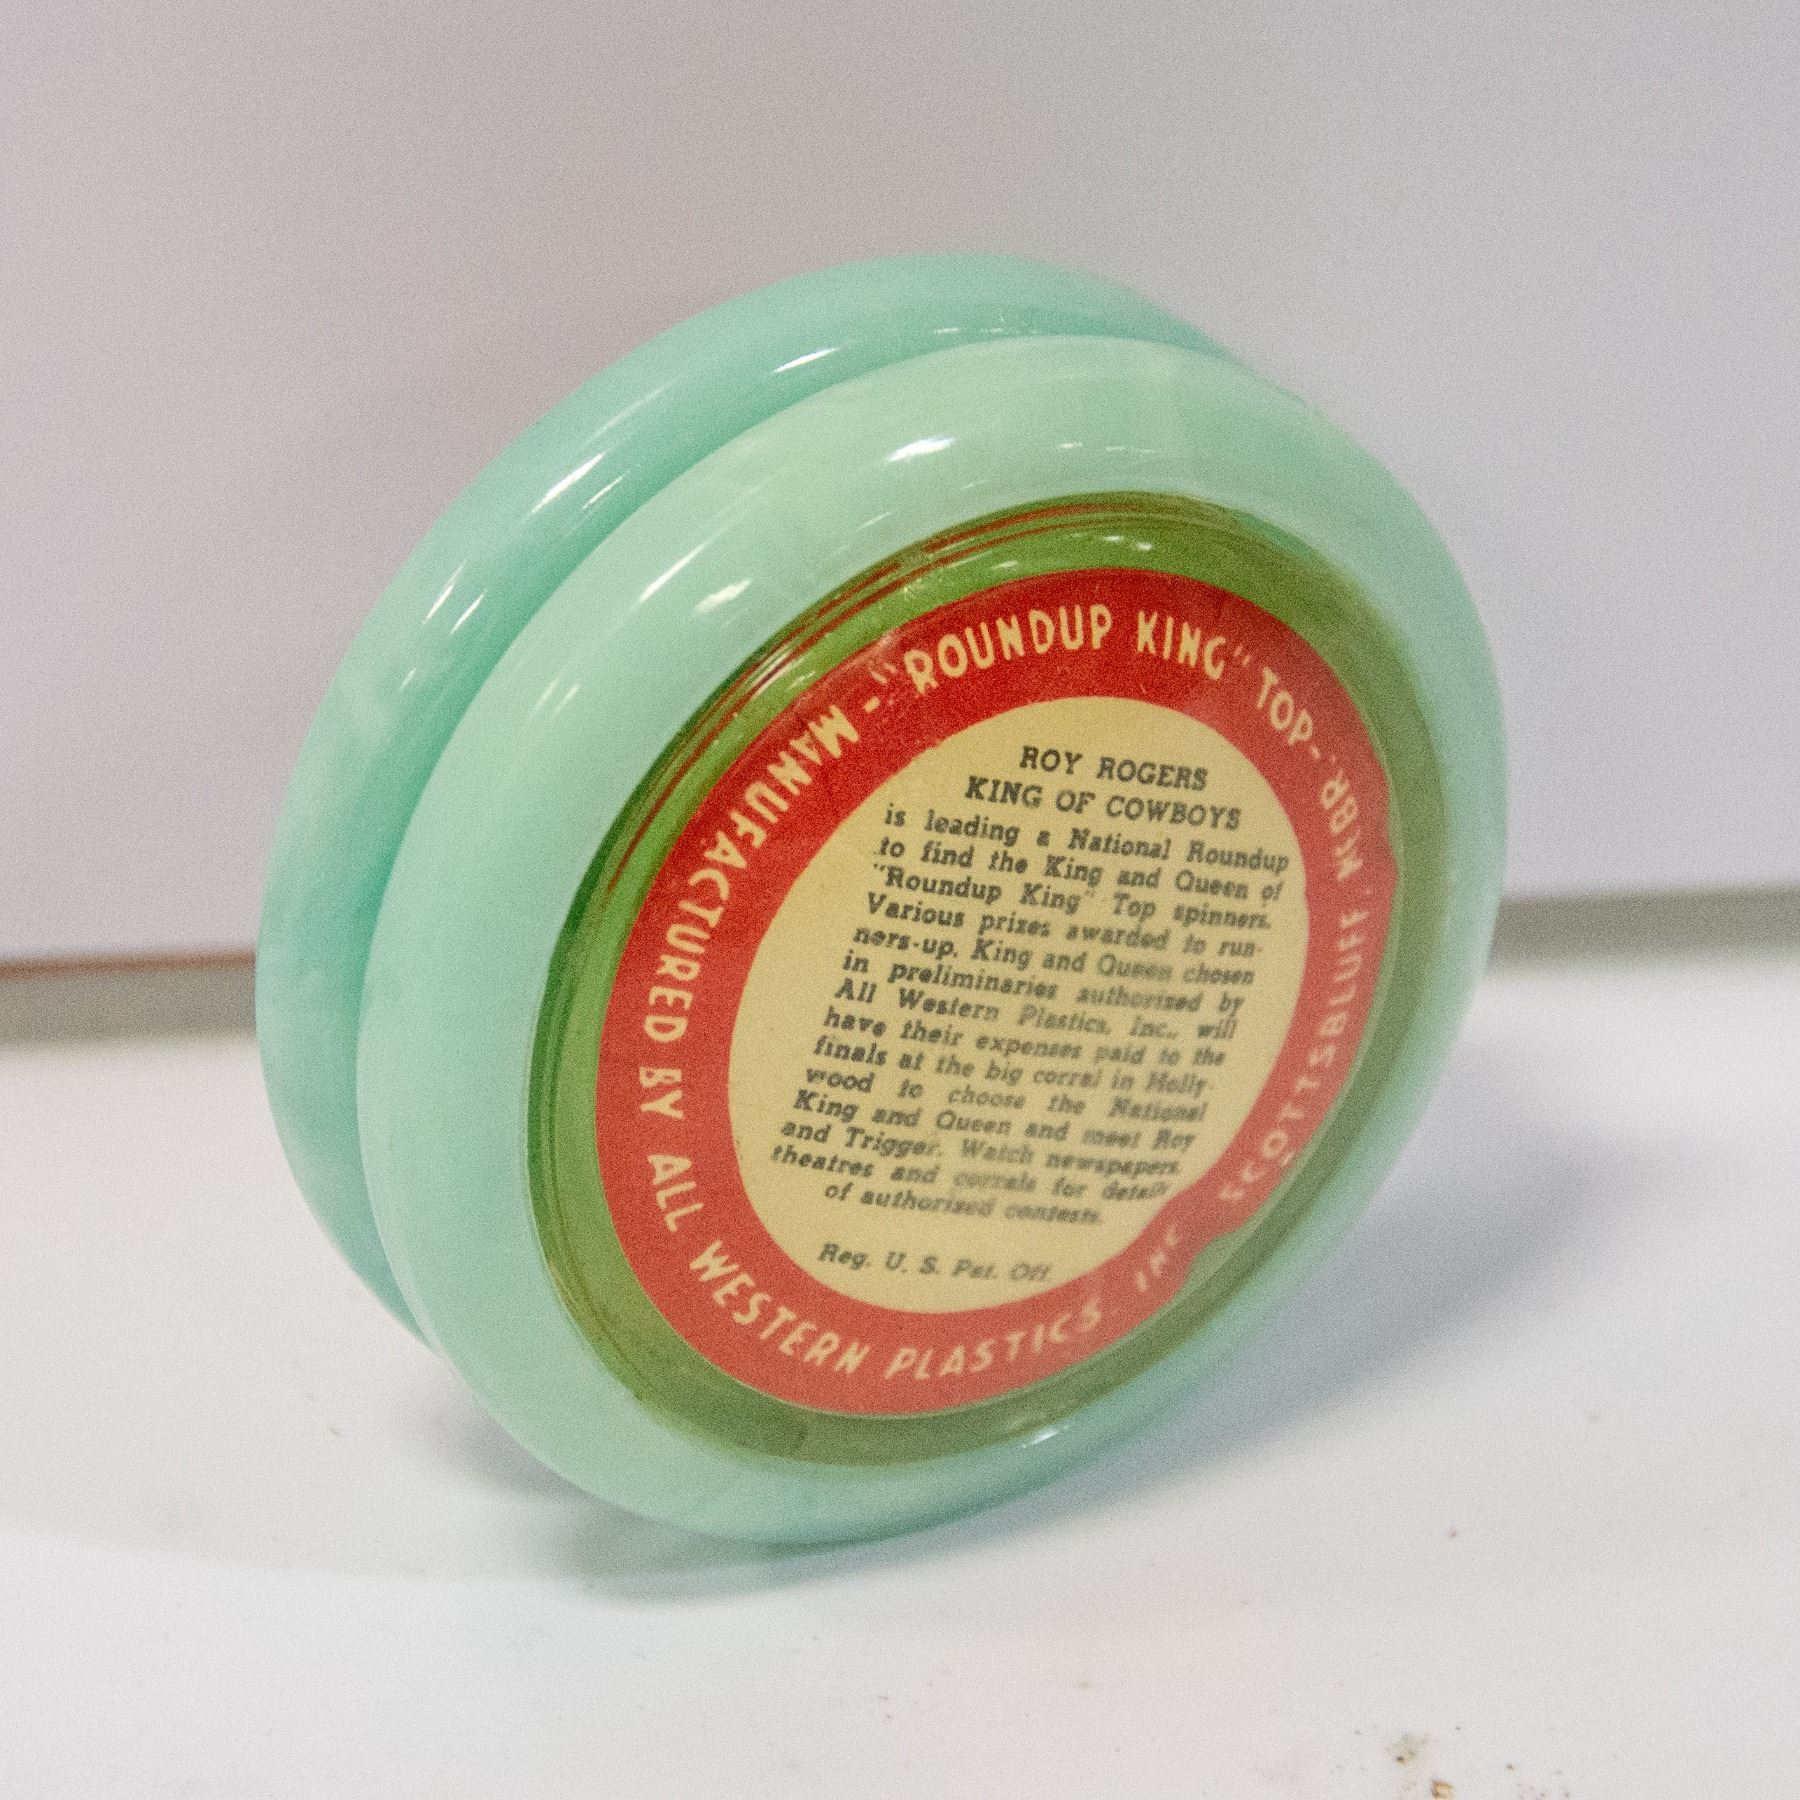 "ROUNDUP KING" TOP-
MANUFACTURED BY ALL WESTERN PLASTICS INC. SCOTTSBLUFF, NEBR.-
ROY ROGERS
KING OF COWBOYS
is leading a National Roundup
to find the King and Queen of
"Roundup King" Top spinners.
Various prizes awarded to run-
ners-up. King and Queen chosen
in preliminaries authorized by
All Western Plastics, Inc., will
have their expenses paid to the
finals at the big corral in Holly-
wood to choose the National
King and Queen and meet Roy
and Trigger. Watch newspapers,
theatres and corrals for details
of authorized contests.
Reg. U. S. Pat. Off.